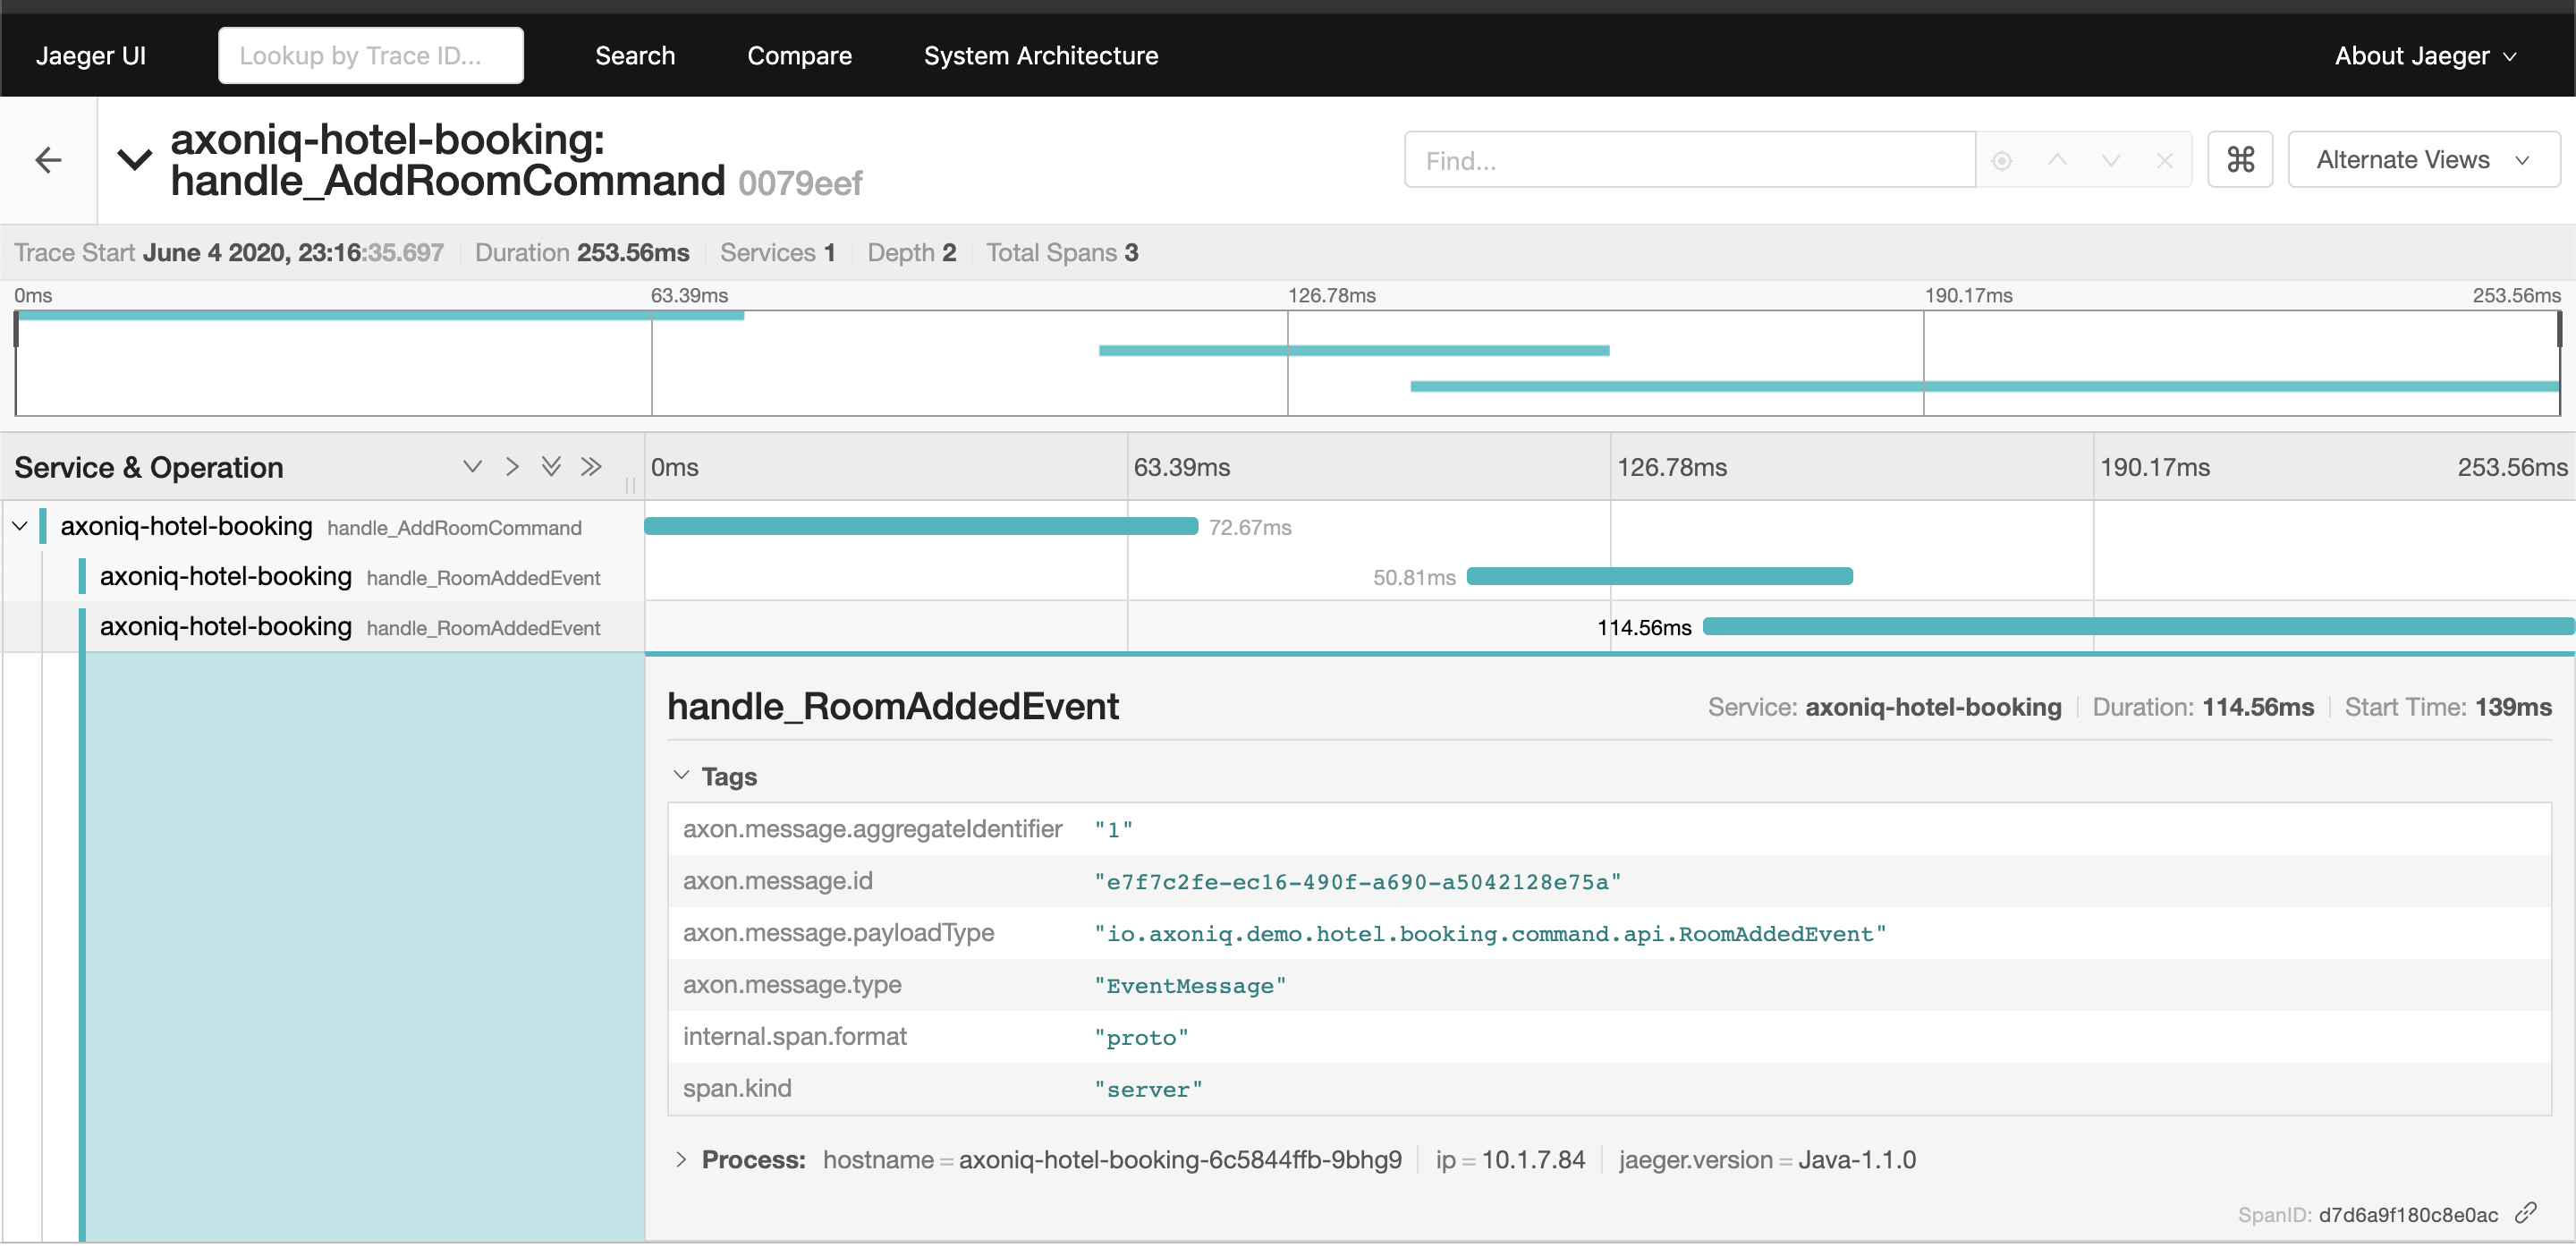 Jaeger UI Lookup by Trace ID... Search Compare System Architecture About Jaeger
axoniq-hotel-booking:
handle_AddRoomCommand 0079eef
Find... ⌘ Alternate Views
Trace Start June 4 2020, 23:16:35.697 Duration 253.56ms Services 1 Depth 2 Total Spans 3
0ms 63.39ms 126.78ms 190.17ms 253.56ms
Service & Operation 0ms 63.39ms 126.78ms 190.17ms 253.56ms
axoniq-hotel-booking handle_AddRoomCommand 72.67ms
axoniq-hotel-booking handle_RoomAddedEvent 50.81ms
axoniq-hotel-booking handle_RoomAddedEvent 114.56ms
handle_RoomAddedEvent Service: axoniq-hotel-booking Duration: 114.56ms Start Time: 139ms
Tags
axon.message.aggregateIdentifier "1"
axon.message.id "e7f7c2fe-ec16-490f-a690-a5042128e75a"
axon.message.payloadType "io.axoniq.demo.hotel.booking.command.api.RoomAddedEvent"
axon.message.type "EventMessage"
internal.span.format "proto"
span.kind "server"
Process: hostname = axoniq-hotel-booking-6c5844ffb-9bhg9 ip = 10.1.7.84 jaeger.version = Java-1.1.0
SpanID: d7d6a9f180c8e0ac